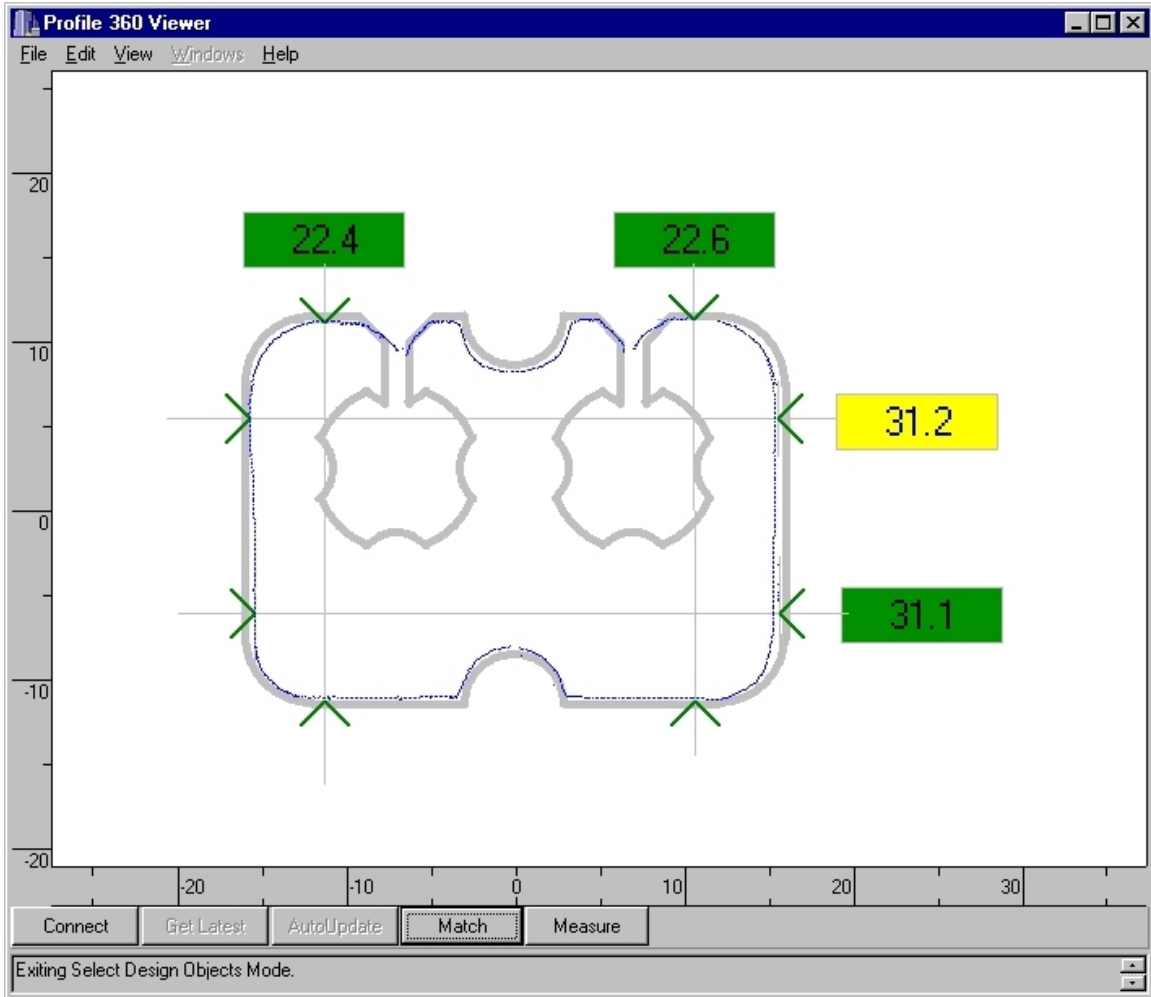 Profile 360 Viewer
File Edit View Windows Help
20
22.4 22.6
10
31.2
0
31.1
-10
-20
-20 -10 0 10 20 30
Connect Get Latest AutoUpdate Match Measure
Exiting Select Design Objects Mode.